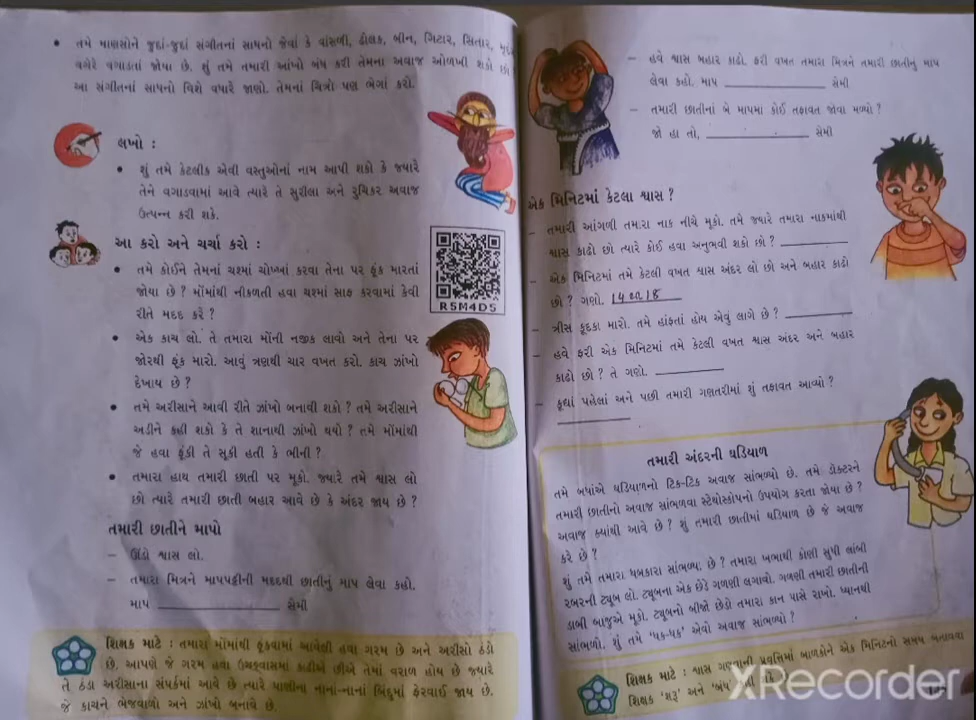 તમે માણસોને જુદાં-જુદાં સંગીતનાં સાધનો જેવાં કે વાંસળી, ઢોલક, બીન, ગિટાર, સિતાર, મૃદં
વગેરે વગાડતાં જોયા છે. શું તમે તમારી આંખો બંધ કરી તેમના અવાજ ઓળખી શકો છો
આ સંગીતનાં સાધનો વિશે વધારે જાણો. તેમનાં ચિત્રો પણ ભેગાં કરો.
લખો :
શું તમે કેટલીક એવી વસ્તુઓનાં નામ આપી શકો કે જ્યારે
તેને વગાડવામાં આવે ત્યારે તે સુરીલા અને રુચિકર અવાજ
ઉત્પન્ન કરી શકે.
આ કરો અને ચર્ચા કરો :
તમે કોઈને તેમનાં ચશ્માં ચોખ્ખાં કરવા તેના પર ફૂંક મારતાં
જોયા છે ? મોંમાંથી નીકળતી હવા ચશ્માં સાફ કરવામાં કેવી
રીતે મદદ કરે ?
R5M4D5
એક કાચ લો. તે તમારા મોંની નજીક લાવો અને તેના પર
જોરથી ફૂંક મારો. આવું ત્રણથી ચાર વખત કરો. કાચ ઝાંખો
દેખાય છે ?
તમે અરીસાને આવી રીતે ઝાંખો બનાવી શકો ? તમે અરીસાને
અડીને કહી શકો કે તે શાનાથી ઝાંખો થયો ? તમે મોંમાંથી
જે હવા ફૂંકી તે સૂકી હતી કે ભીની ?
તમારા હાથ તમારી છાતી પર મૂકો. જ્યારે તમે શ્વાસ લો
છો ત્યારે તમારી છાતી બહાર આવે છે કે અંદર જાય છે ?
તમારી છાતીને માપો
– ઊંડો શ્વાસ લો.
– તમારા મિત્રને માપપટ્ટીની મદદથી છાતીનું માપ લેવા કહો.
માપ ____________ સેમી
શિક્ષક માટે : તમારા મોંમાંથી ફૂંકવામાં આવેલી હવા ગરમ છે અને અરીસો ઠંડો
છે. આપણે જે ગરમ હવા ઉચ્છ્વાસમાં કાઢીએ છીએ તેમાં વરાળ હોય છે જ્યારે
તે ઠંડા અરીસાના સંપર્કમાં આવે છે ત્યારે પાણીના નાનાં-નાનાં બિંદુમાં ફેરવાઈ જાય છે.
જે કાચને ભેજવાળો અને ઝાંખો બનાવે છે.
– હવે શ્વાસ બહાર કાઢો. ફરી વખત તમારા મિત્રને તમારી છાતીનું માપ
લેવા કહો. માપ ____________ સેમી
– તમારી છાતીનાં બે માપમાં કોઈ તફાવત જોવા મળ્યો ?
જો હા તો, ____________ સેમી
એક મિનિટમાં કેટલા શ્વાસ ?
– તમારી આંગળી તમારા નાક નીચે મૂકો. તમે જ્યારે તમારા નાકમાંથી
શ્વાસ કાઢો છો ત્યારે કોઈ હવા અનુભવી શકો છો ? ________
– એક મિનિટમાં તમે કેટલી વખત શ્વાસ અંદર લો છો અને બહાર કાઢો
છો ? ગણો.
– ત્રીસ કૂદકા મારો. તમે હાંફતાં હોય એવું લાગે છે ? ________
– હવે ફરી એક મિનિટમાં તમે કેટલી વખત શ્વાસ અંદર અને બહાર
કાઢો છો ? તે ગણો. ________
– કૂદ્યા પહેલાં અને પછી તમારી ગણતરીમાં શું તફાવત આવ્યો ?
________
તમારી અંદરની ઘડિયાળ
તમે બધાંએ ઘડિયાળનો ટિક-ટિક અવાજ સાંભળ્યો છે. તમે ડોક્ટરને
તમારી છાતીનો અવાજ સાંભળવા સ્ટેથોસ્કોપનો ઉપયોગ કરતા જોયા છે ?
અવાજ ક્યાંથી આવે છે ? શું તમારી છાતીમાં ઘડિયાળ છે જે અવાજ
કરે છે ?
શું તમે તમારા ધબકારા સાંભળ્યા છે ? તમારા ખભાથી કોણી સુધી લાંબી
રબરની ટ્યૂબ લો. ટ્યૂબના એક છેડે ગળણી લગાવો. ગળણી તમારી છાતીની
ડાબી બાજુએ મૂકો. ટ્યૂબનો બીજો છેડો તમારા કાન પાસે રાખો. ધ્યાનથી
સાંભળો. શું તમે 'ધક-ધક' એવો અવાજ સાંભળ્યો ?
શિક્ષક માટે : શ્વાસ ગણવાની પ્રવૃત્તિમાં બાળકોને એક મિનિટનો સમય બતાવવા
શિક્ષક 'શરૂ' અને 'બંધ'
XRecorder